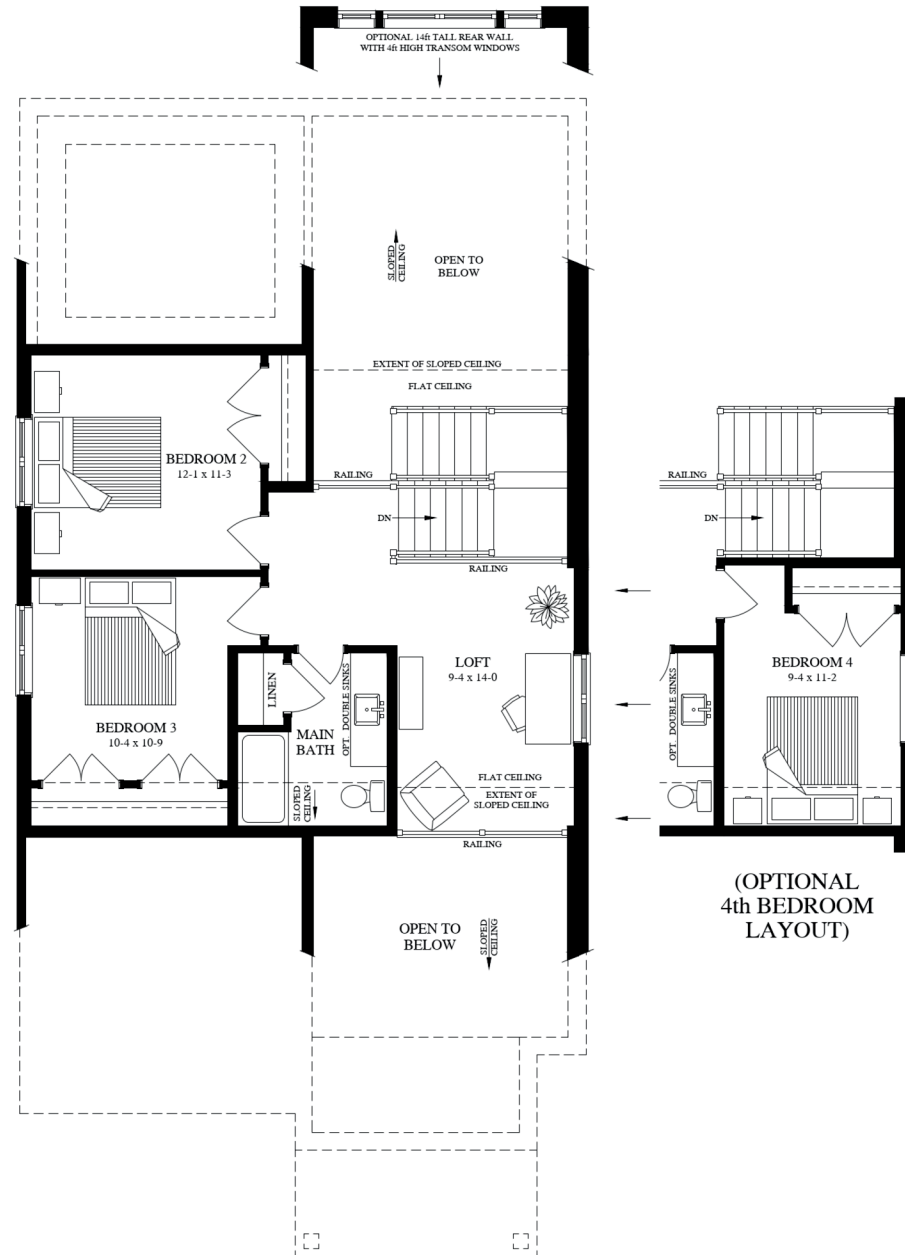 OPTIONAL 14ft TALL REAR WALL
WITH 4ft HIGH TRANSOM WINDOWS
SLOPED
CEILING
OPEN TO
BELOW
EXTENT OF SLOPED CEILING
FLAT CEILING
BEDROOM 2
12-1 x 11-3
RAILING
DN
RAILING
RAILING
DN
LOFT
9-4 x 14-0
BEDROOM 3
10-4 x 10-9
LINEN
MAIN
BATH
OPT. DOUBLE SINKS
SLOPED
CEILING
FLAT CEILING
EXTENT OF
SLOPED CEILING
RAILING
OPT. DOUBLE SINKS
BEDROOM 4
9-4 x 11-2
(OPTIONAL
4th BEDROOM
LAYOUT)
OPEN TO
BELOW
SLOPED
CEILING